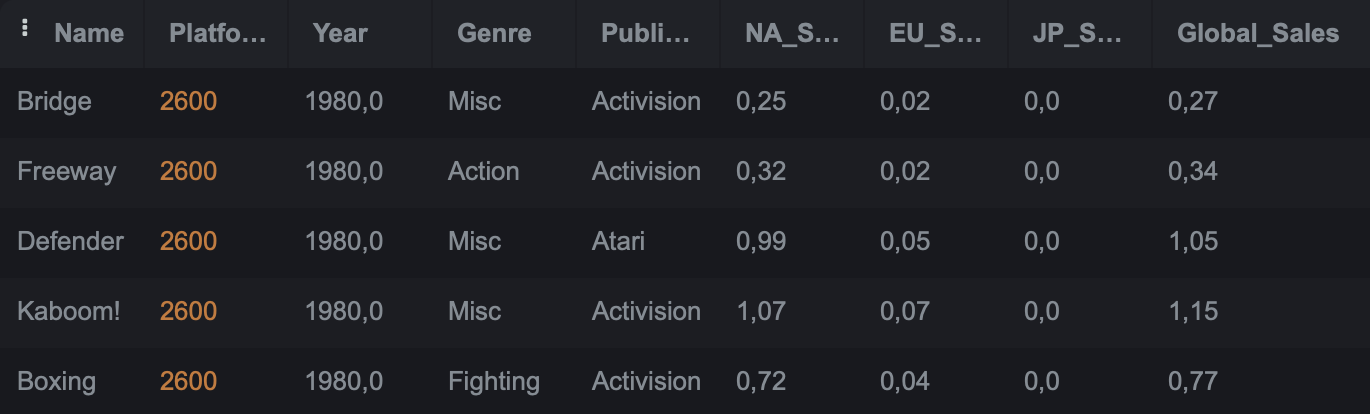 Name Platfo... Year Genre Publi... NA_S... EU_S... JP_S... Global_Sales
Bridge 2600 1980,0 Misc Activision 0,25 0,02 0,0 0,27
Freeway 2600 1980,0 Action Activision 0,32 0,02 0,0 0,34
Defender 2600 1980,0 Misc Atari 0,99 0,05 0,0 1,05
Kaboom! 2600 1980,0 Misc Activision 1,07 0,07 0,0 1,15
Boxing 2600 1980,0 Fighting Activision 0,72 0,04 0,0 0,77